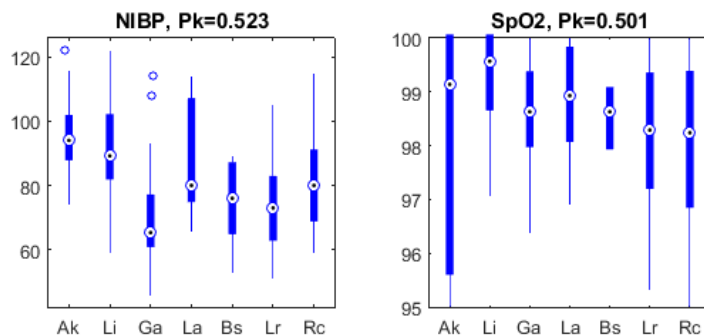 NIBP, Pk=0.523
120
100
80
60
Ak Li Ga La Bs Lr Rc
SpO2, Pk=0.501
100
99
98
97
96
95
Ak Li Ga La Bs Lr Rc